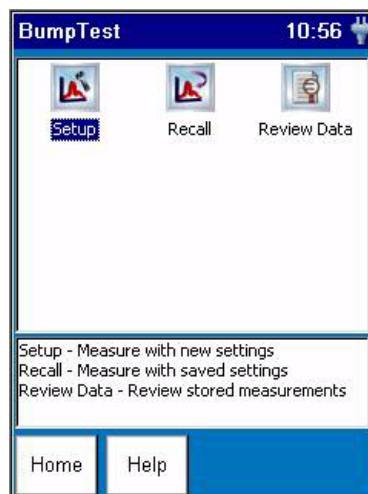 BumpTest 10:56
Setup Recall Review Data
Setup - Measure with new settings
Recall - Measure with saved settings
Review Data - Review stored measurements
Home Help